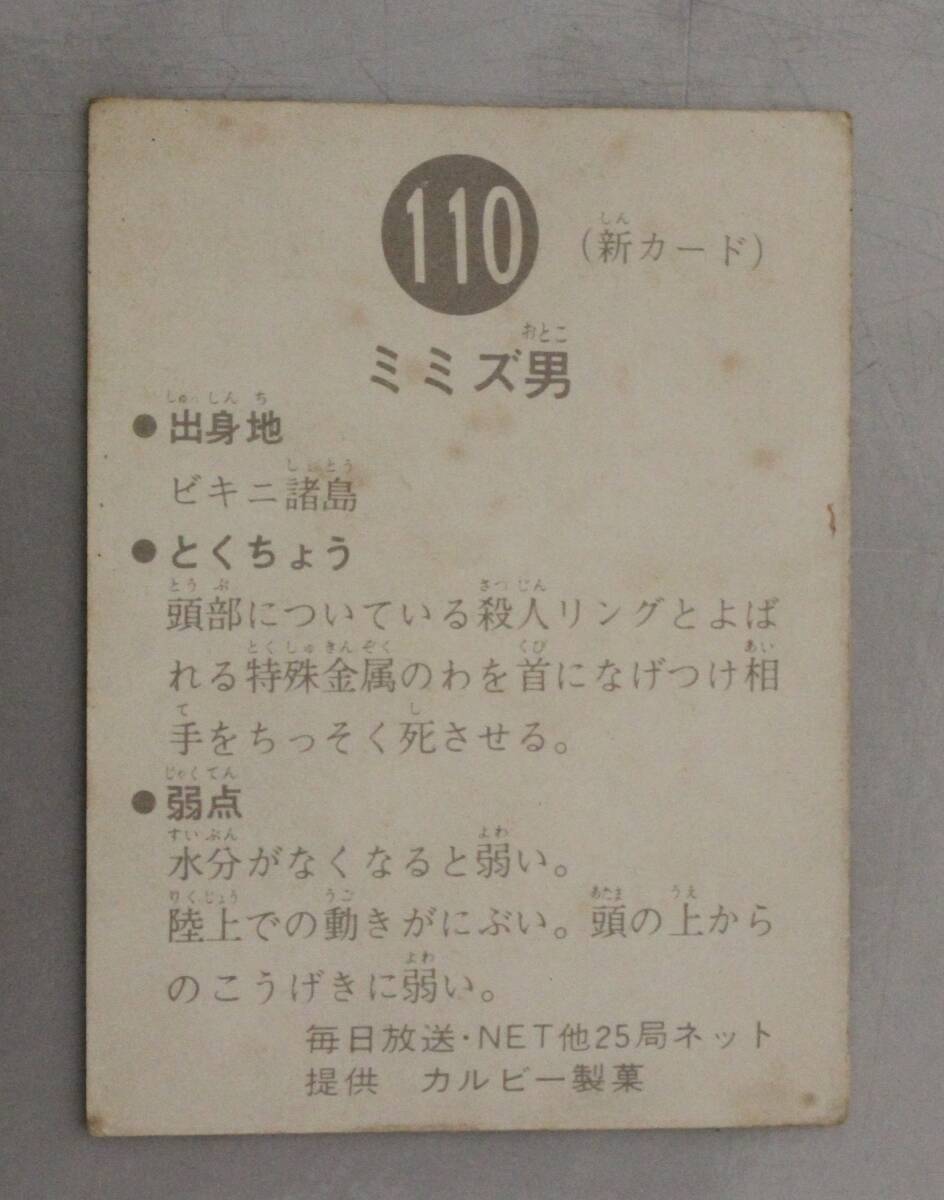 110
(新カード)
ミミズ男
●出身地
ビキニ諸島
●とくちょう
頭部についている殺人リングとよば
れる特殊金属のわを首になげつけ相
手をちっそく死させる。
●弱点
水分がなくなると弱い。
陸上での動きがにぶい。頭の上から
のこうげきに弱い。
毎日放送・NET他25局ネット
提供　カルビー製菓